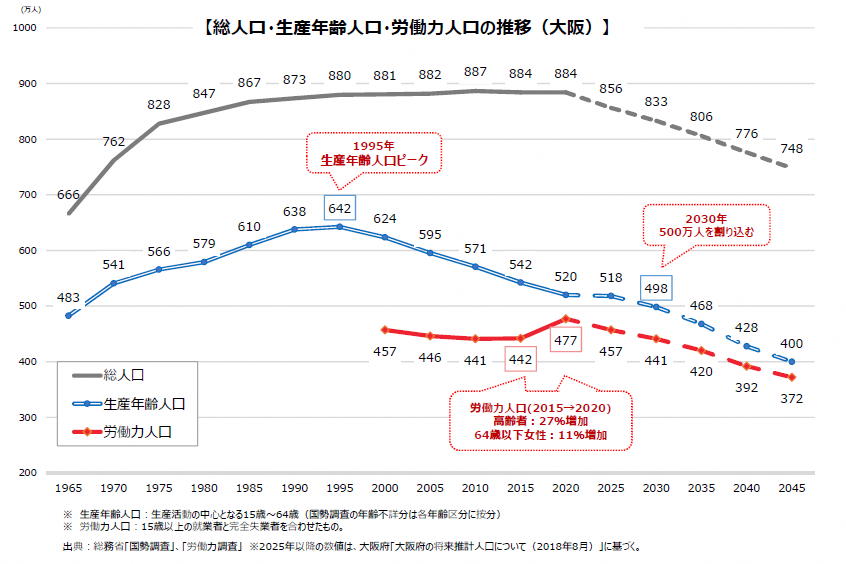 (万人)
【総人口･生産年齢人口･労働力人口の推移（大阪）】
1000
900
800
700
600
500
400
300
200
666 762 828 847 867 873 880 881 882 887 884 884 856 833 806 776 748
1995年
生産年齢人口ピーク
2030年
500万人を割り込む
483 541 566 579 610 638 642 624 595 571 542 520 518 498 468 428 400
457 446 441 442 477 457 441 420 392 372
総人口
生産年齢人口
労働力人口
労働力人口(2015→2020)
高齢者：27%増加
64歳以下女性：11%増加
1965 1970 1975 1980 1985 1990 1995 2000 2005 2010 2015 2020 2025 2030 2035 2040 2045
※ 生産年齢人口：生産活動の中心となる15歳～64歳（国勢調査の年齢不詳分は各年齢区分に按分）
※ 労働力人口：15歳以上の就業者と完全失業者を合わせたもの。
出典：総務省｢国勢調査｣、｢労働力調査｣ ※2025年以降の数値は、大阪府｢大阪府の将来推計人口について（2018年8月）｣に基づく。